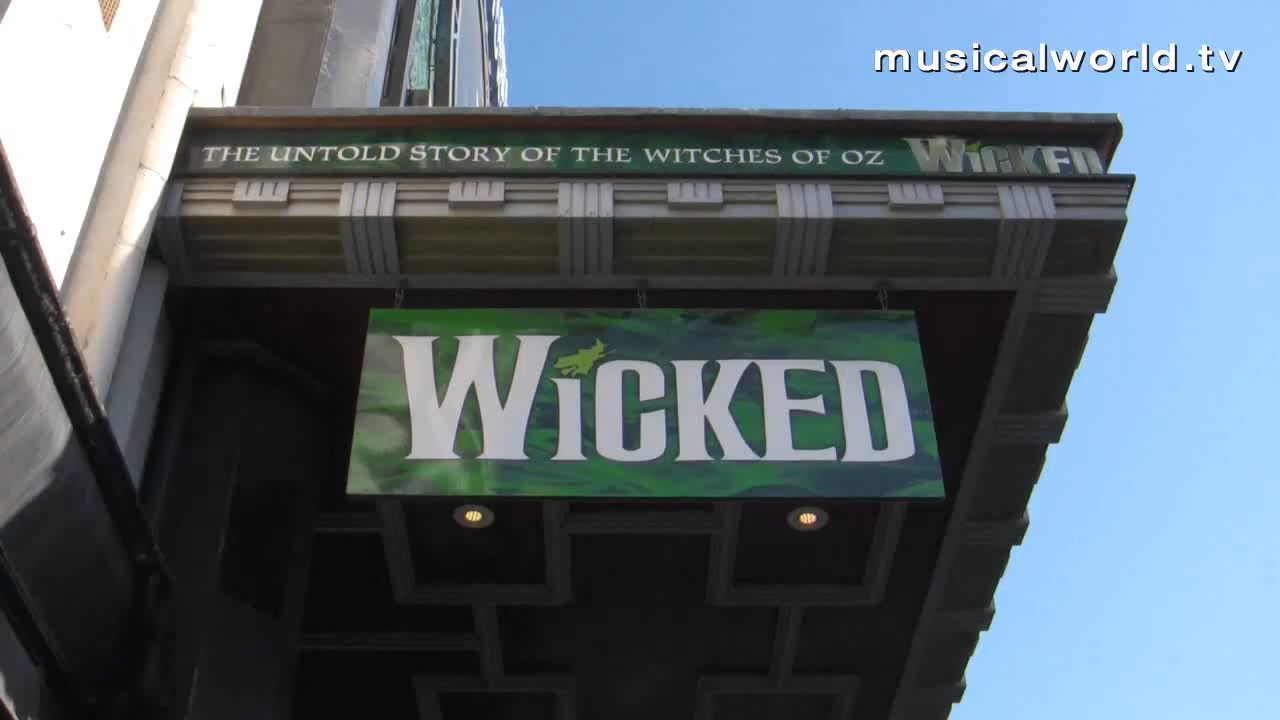 musicalworld.tv
THE UNTOLD STORY OF THE WITCHES OF OZ WICKED
WICKED